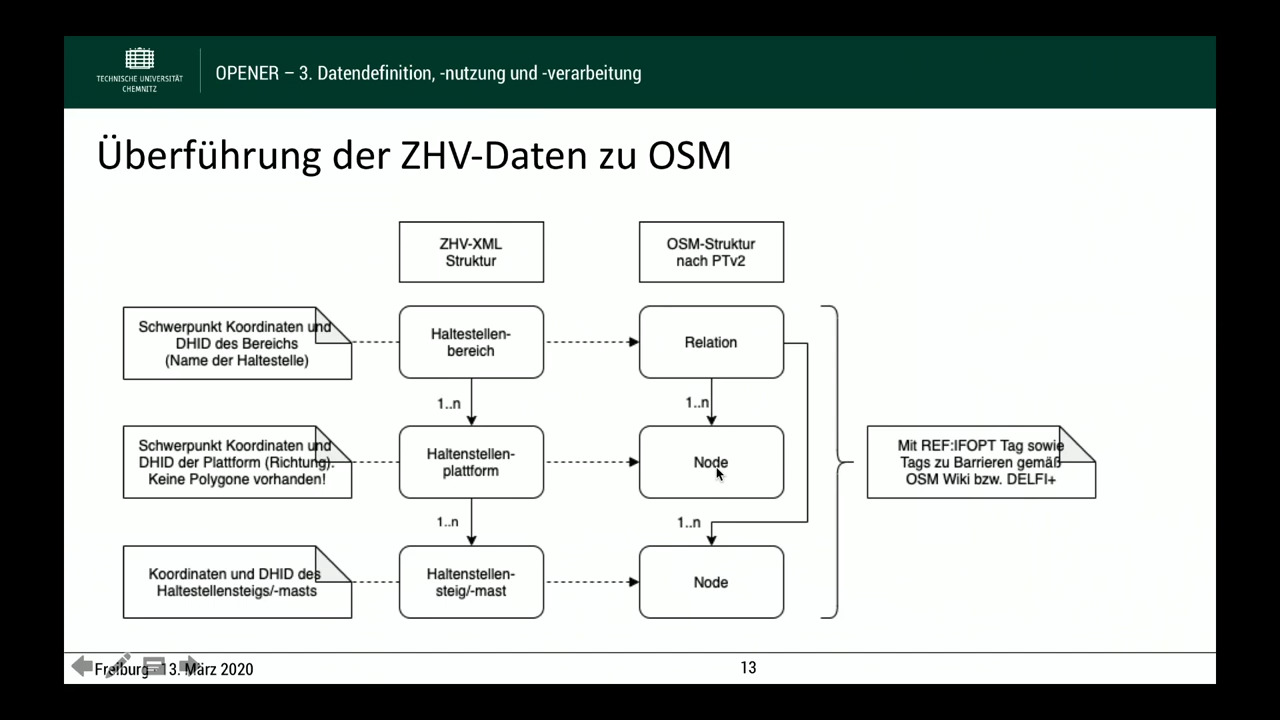 TECHNISCHE UNIVERSITÄT
CHEMNITZ
OPENER – 3. Datendefinition, -nutzung und -verarbeitung
Überführung der ZHV-Daten zu OSM
ZHV-XML
Struktur
OSM-Struktur
nach PTv2
Schwerpunkt Koordinaten und
DHID des Bereichs
(Name der Haltestelle)
Haltestellen-
bereich
Relation
1..n
1..n
Schwerpunkt Koordinaten und
DHID der Plattform (Richtung).
Keine Polygone vorhanden!
Haltenstellen-
plattform
Node
Mit REF:IFOPT Tag sowie
Tags zu Barrieren gemäß
OSM Wiki bzw. DELFI+
1..n
1..n
Koordinaten und DHID des
Haltestellensteigs/-masts
Haltenstellen-
steig/-mast
Node
Freiburg - 13. März 2020
13